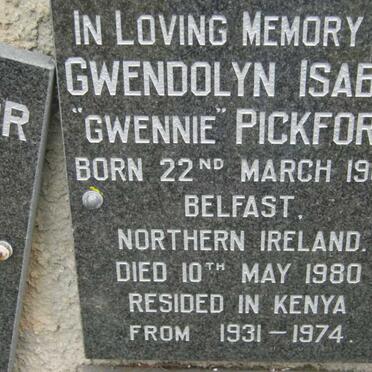 IN LOVING MEMORY
GWENDOLYN ISAB
"GWENNIE" PICKFOR
BORN 22ND MARCH 19
BELFAST,
NORTHERN IRELAND.
DIED 10TH MAY 1980
RESIDED IN KENYA
FROM 1931-1974.
R